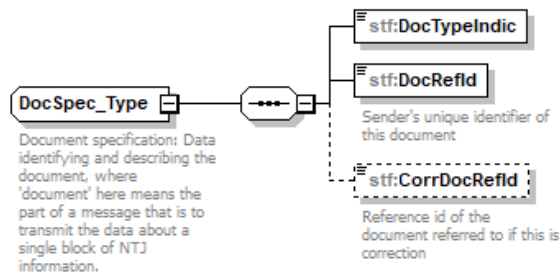 stf:DocTypeIndic
DocSpec_Type
stf:DocRefId
Sender's unique identifier of
this document
Document specification: Data
identifying and describing the
document, where
'document' here means the
part of a message that is to
transmit the data about a
single block of NTJ
information.
stf:CorrDocRefId
Reference id of the
document referred to if this is
correction